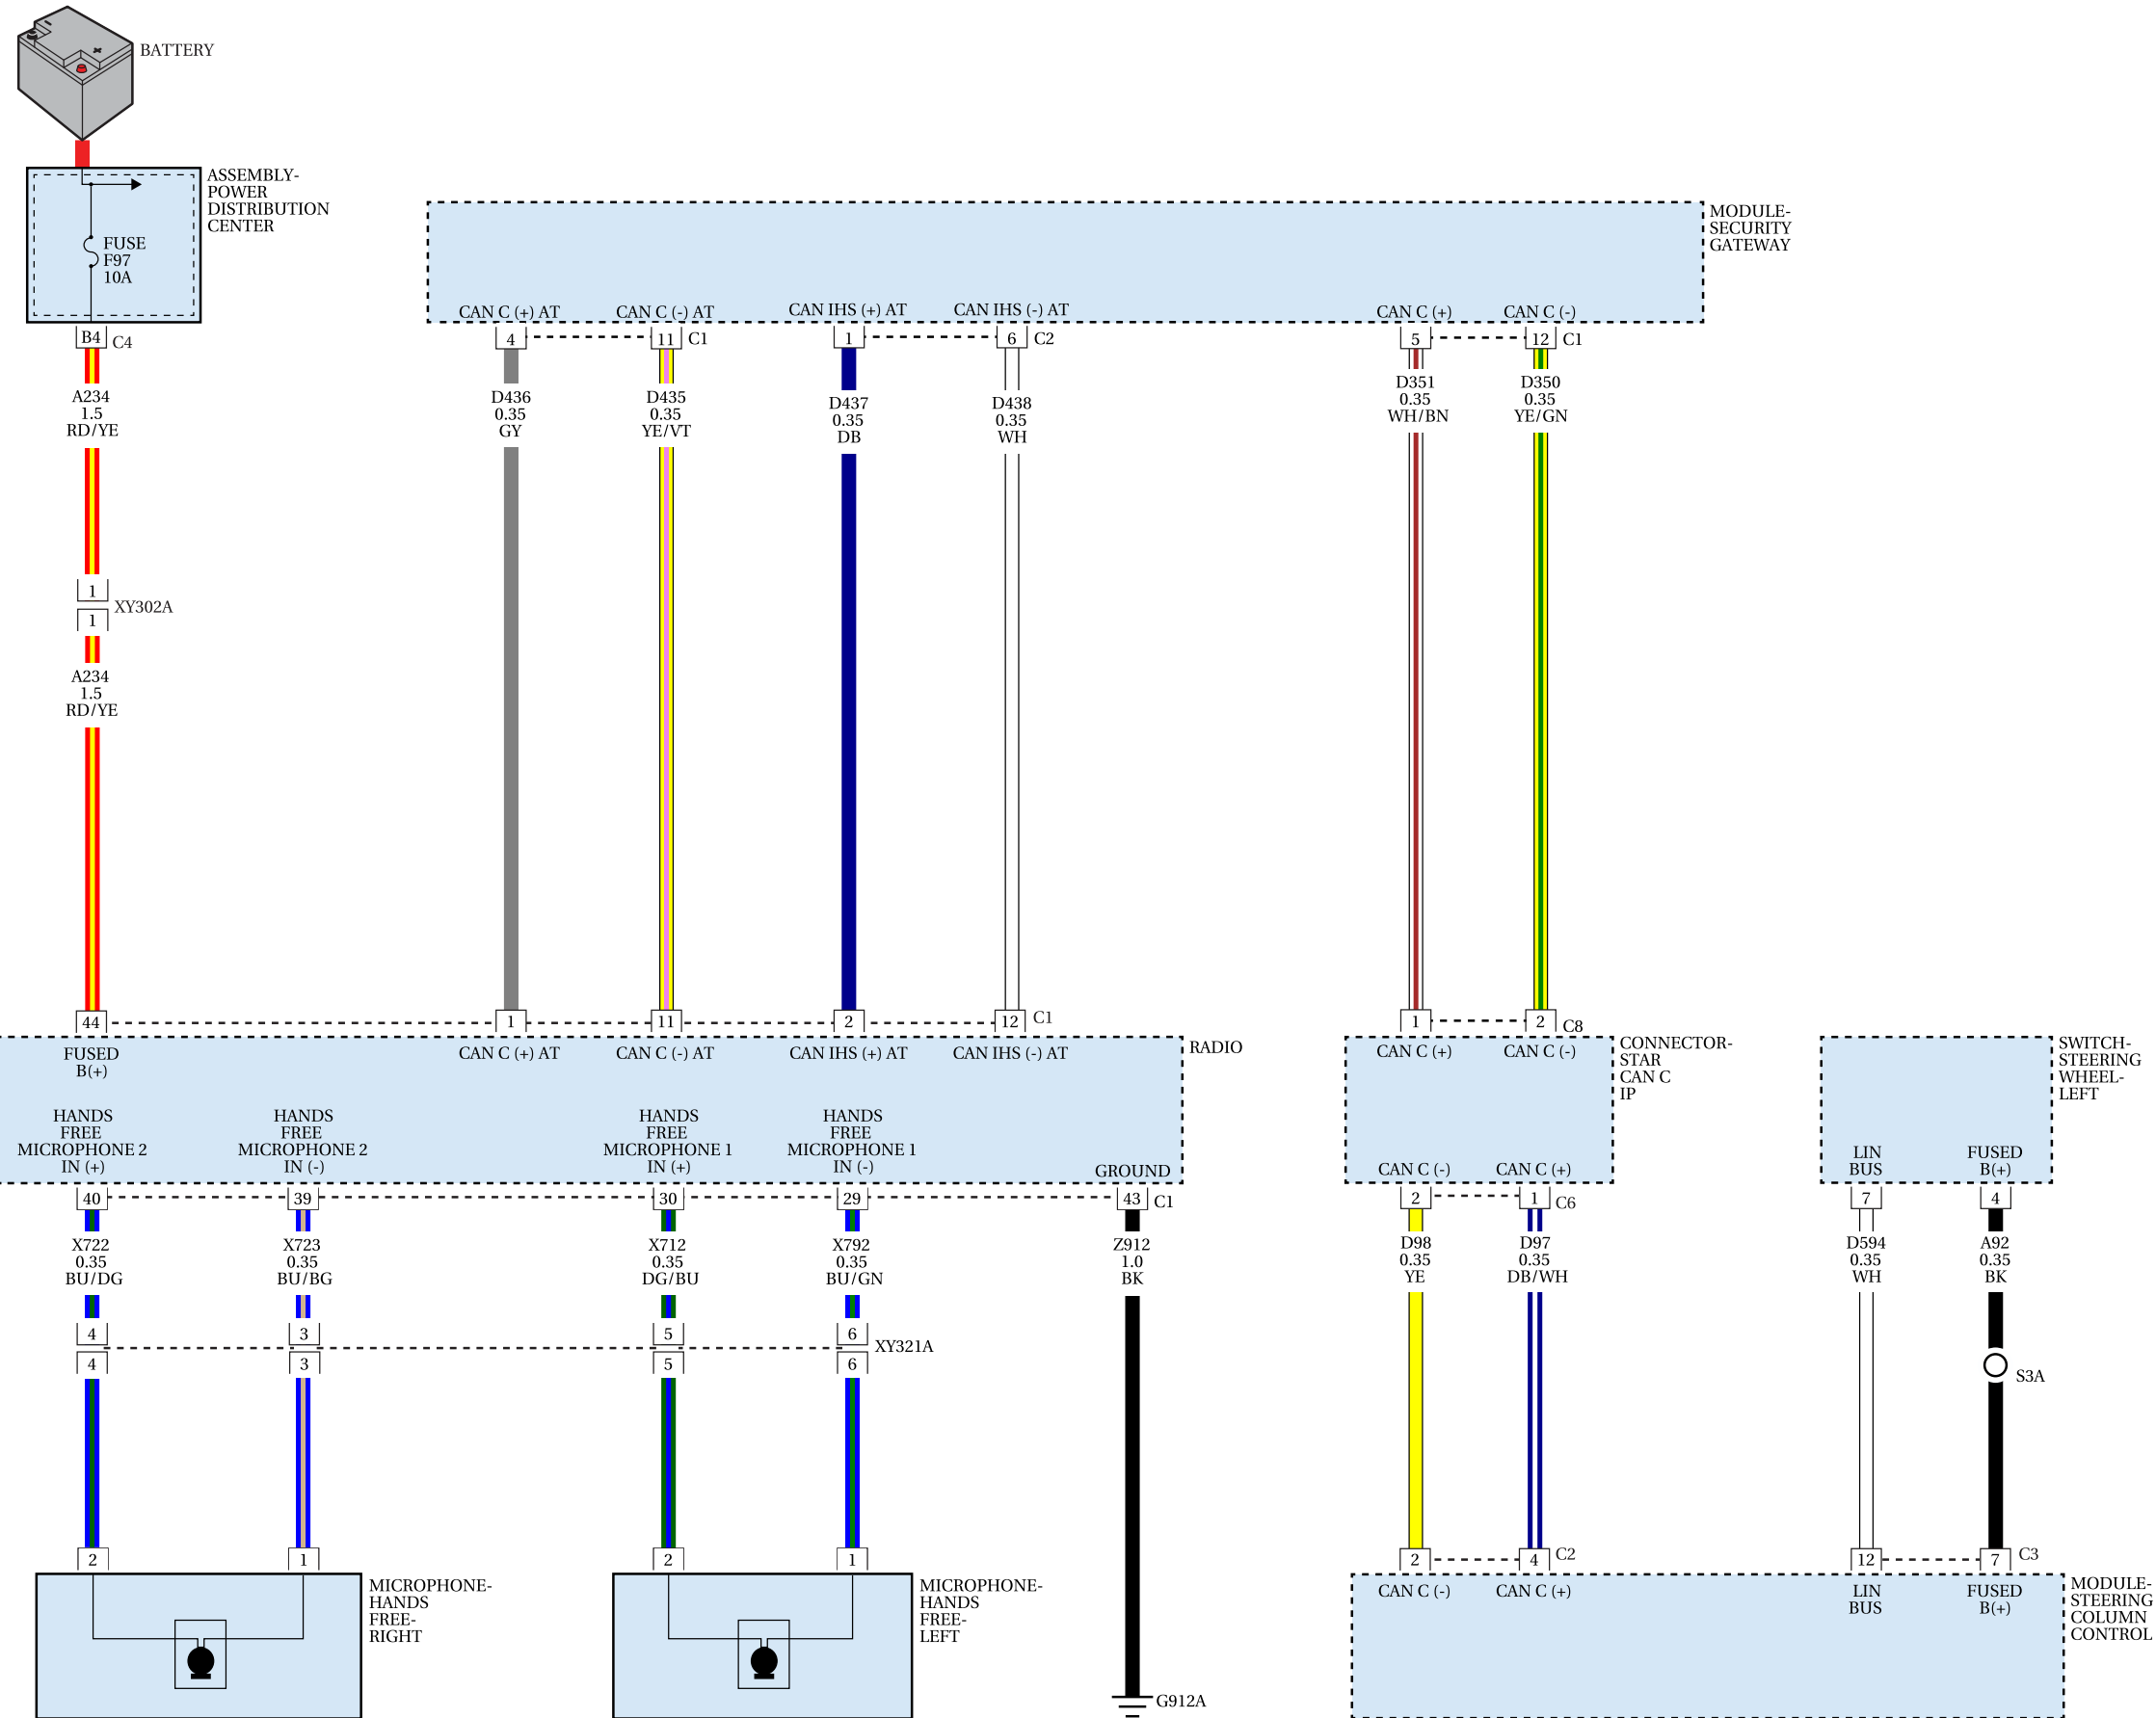 BATTERY
ASSEMBLY-
POWER
DISTRIBUTION
CENTER
FUSE
F97
10A
MODULE-
SECURITY
GATEWAY
CAN C (+) AT
CAN C (-) AT
CAN IHS (+) AT
CAN IHS (-) AT
CAN C (+)
CAN C (-)
B4
C4
4
11
C1
1
6
C2
5
12
C1
A234
1.5
RD/YE
D436
0.35
GY
D435
0.35
YE/VT
D437
0.35
DB
D438
0.35
WH
D351
0.35
WH/BN
D350
0.35
YE/GN
1
XY302A
1
A234
1.5
RD/YE
44
1
11
2
12
C1
1
2
C8
FUSED
B(+)
CAN C (+) AT
CAN C (-) AT
CAN IHS (+) AT
CAN IHS (-) AT
RADIO
CAN C (+)
CAN C (-)
CONNECTOR-
STAR
CAN C
IP
SWITCH-
STEERING
WHEEL-
LEFT
HANDS
FREE
MICROPHONE 2
IN (+)
HANDS
FREE
MICROPHONE 2
IN (-)
HANDS
FREE
MICROPHONE 1
IN (+)
HANDS
FREE
MICROPHONE 1
IN (-)
GROUND
CAN C (-)
CAN C (+)
LIN
BUS
FUSED
B(+)
40
39
30
29
43
C1
2
1
C6
7
4
X722
0.35
BU/DG
X723
0.35
BU/BG
X712
0.35
DG/BU
X792
0.35
BU/GN
Z912
1.0
BK
D98
0.35
YE
D97
0.35
DB/WH
D594
0.35
WH
A92
0.35
BK
4
3
5
6
XY321A
4
3
5
6
S3A
2
1
2
1
2
4
C2
12
7
C3
MICROPHONE-
HANDS
FREE-
RIGHT
MICROPHONE-
HANDS
FREE-
LEFT
CAN C (-)
CAN C (+)
LIN
BUS
FUSED
B(+)
MODULE-
STEERING
COLUMN
CONTROL
G912A